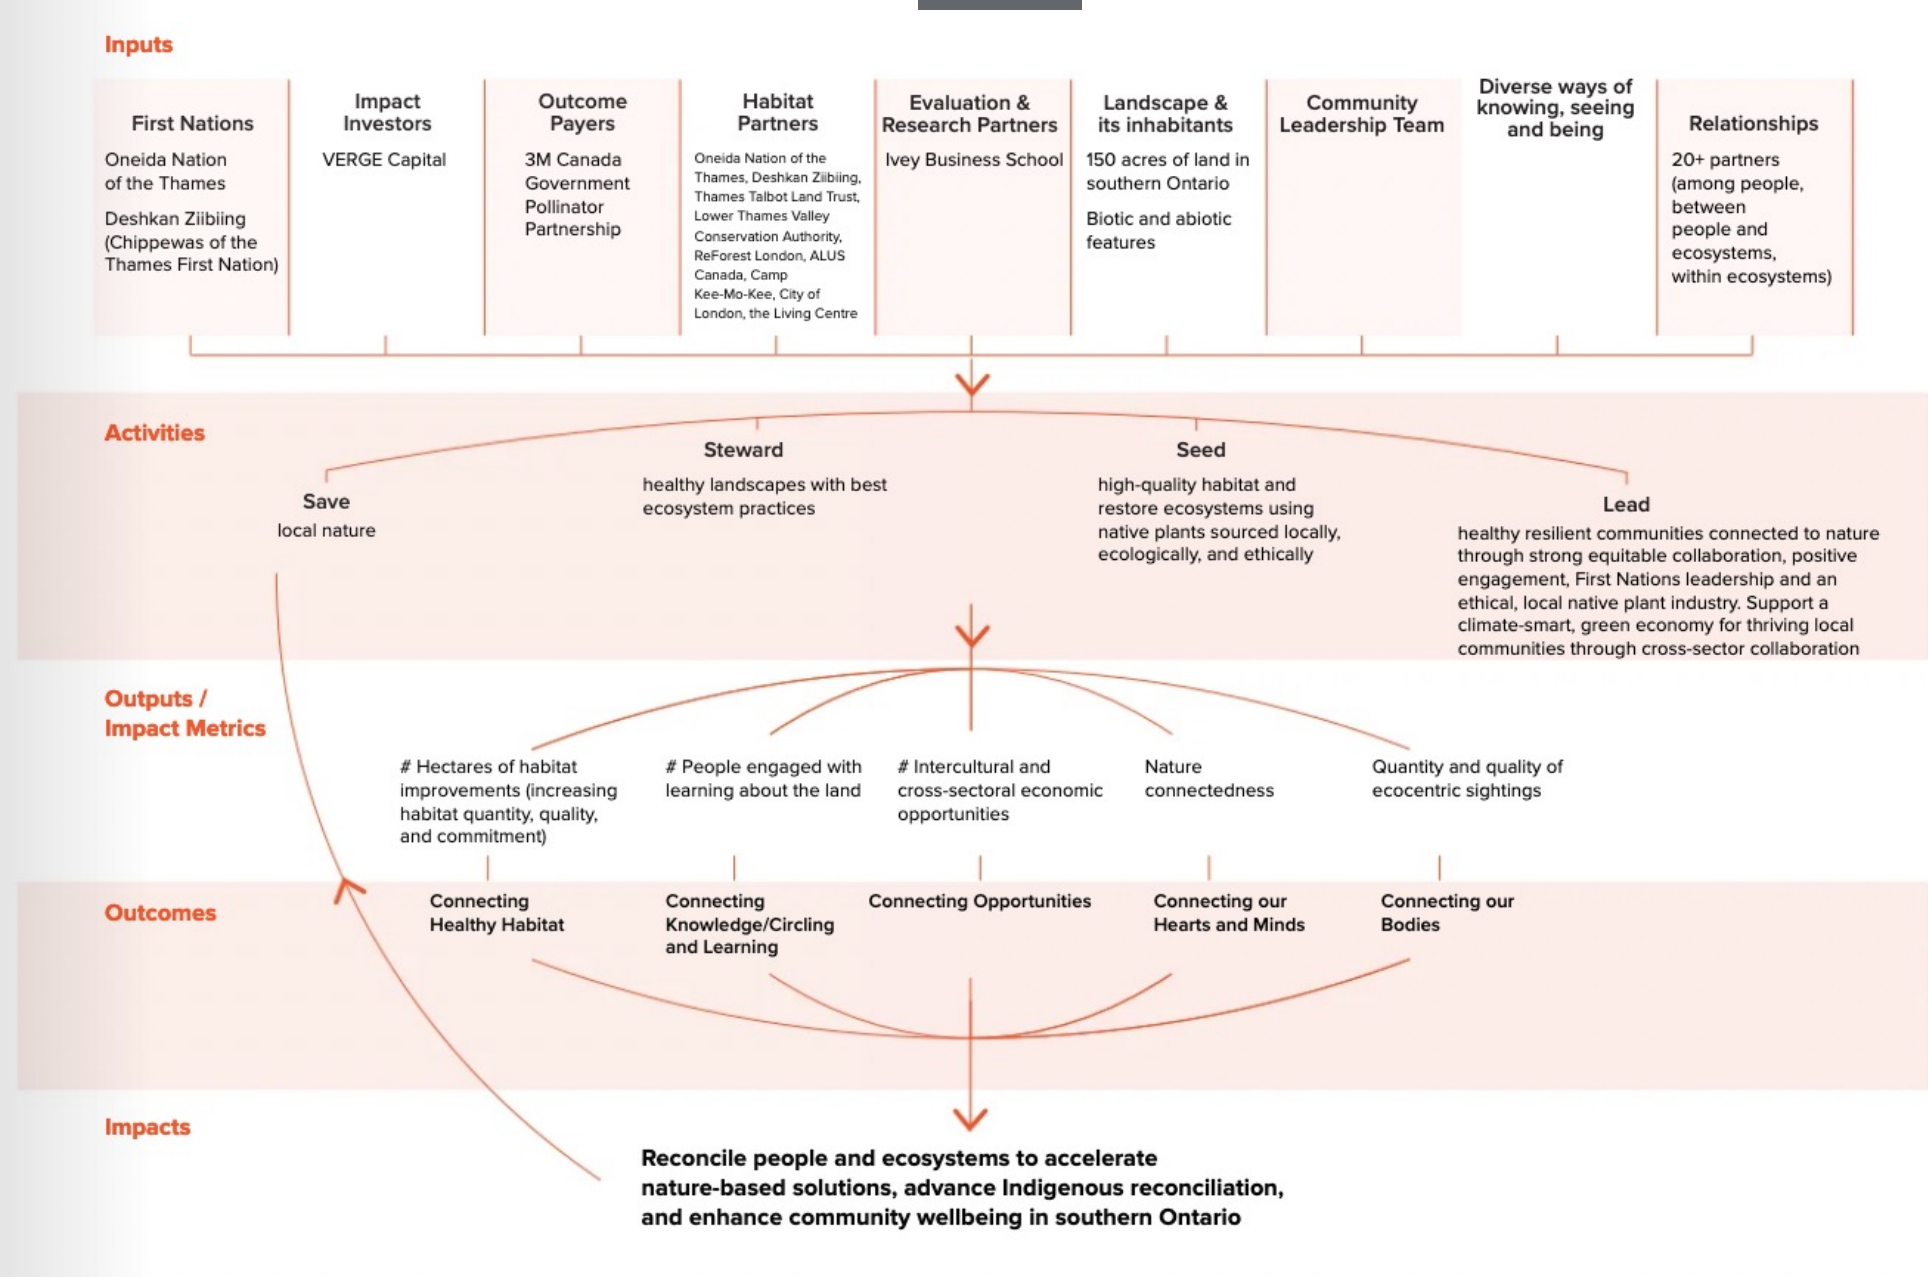 Inputs
First Nations
Oneida Nation
of the Thames
Deshkan Ziibiing
(Chippewas of the
Thames First Nation)
Impact
Investors
VERGE Capital
Outcome
Payers
3M Canada
Government
Pollinator
Partnership
Habitat
Partners
Oneida Nation of the
Thames, Deshkan Ziibiing,
Thames Talbot Land Trust,
Lower Thames Valley
Conservation Authority,
ReForest London, ALUS
Canada, Camp
Kee-Mo-Kee, City of
London, the Living Centre
Evaluation &
Research Partners
Ivey Business School
Landscape &
its inhabitants
150 acres of land in
southern Ontario
Biotic and abiotic
features
Community
Leadership Team
Diverse ways of
knowing, seeing
and being
Relationships
20+ partners
(among people,
between
people and
ecosystems,
within ecosystems)
Activities
Save
local nature
Steward
healthy landscapes with best
ecosystem practices
Seed
high-quality habitat and
restore ecosystems using
native plants sourced locally,
ecologically, and ethically
Lead
healthy resilient communities connected to nature
through strong equitable collaboration, positive
engagement, First Nations leadership and an
ethical, local native plant industry. Support a
climate-smart, green economy for thriving local
communities through cross-sector collaboration
Outputs /
Impact Metrics
# Hectares of habitat
improvements (increasing
habitat quantity, quality,
and commitment)
# People engaged with
learning about the land
# Intercultural and
cross-sectoral economic
opportunities
Nature
connectedness
Quantity and quality of
ecocentric sightings
Outcomes
Connecting
Healthy Habitat
Connecting
Knowledge/Circling
and Learning
Connecting Opportunities
Connecting our
Hearts and Minds
Connecting our
Bodies
Impacts
Reconcile people and ecosystems to accelerate
nature-based solutions, advance Indigenous reconciliation,
and enhance community wellbeing in southern Ontario